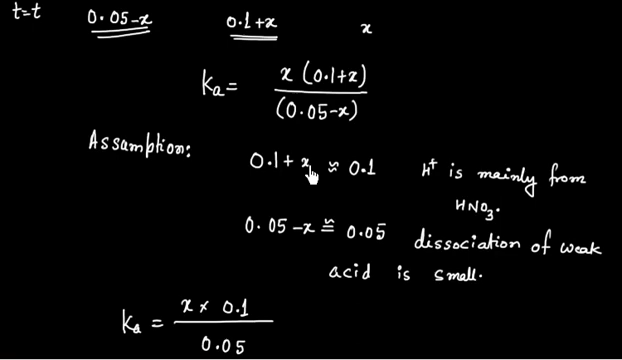 t=t 0.05-x 0.1+x x
Ka= x (0.1+x) / (0.05-x)
Assamption: 0.1+x ≈ 0.1 H⁺ is mainly from
HNO₃.
0.05-x ≅ 0.05 dissociation of weak
acid is small.
Ka = x × 0.1 / 0.05